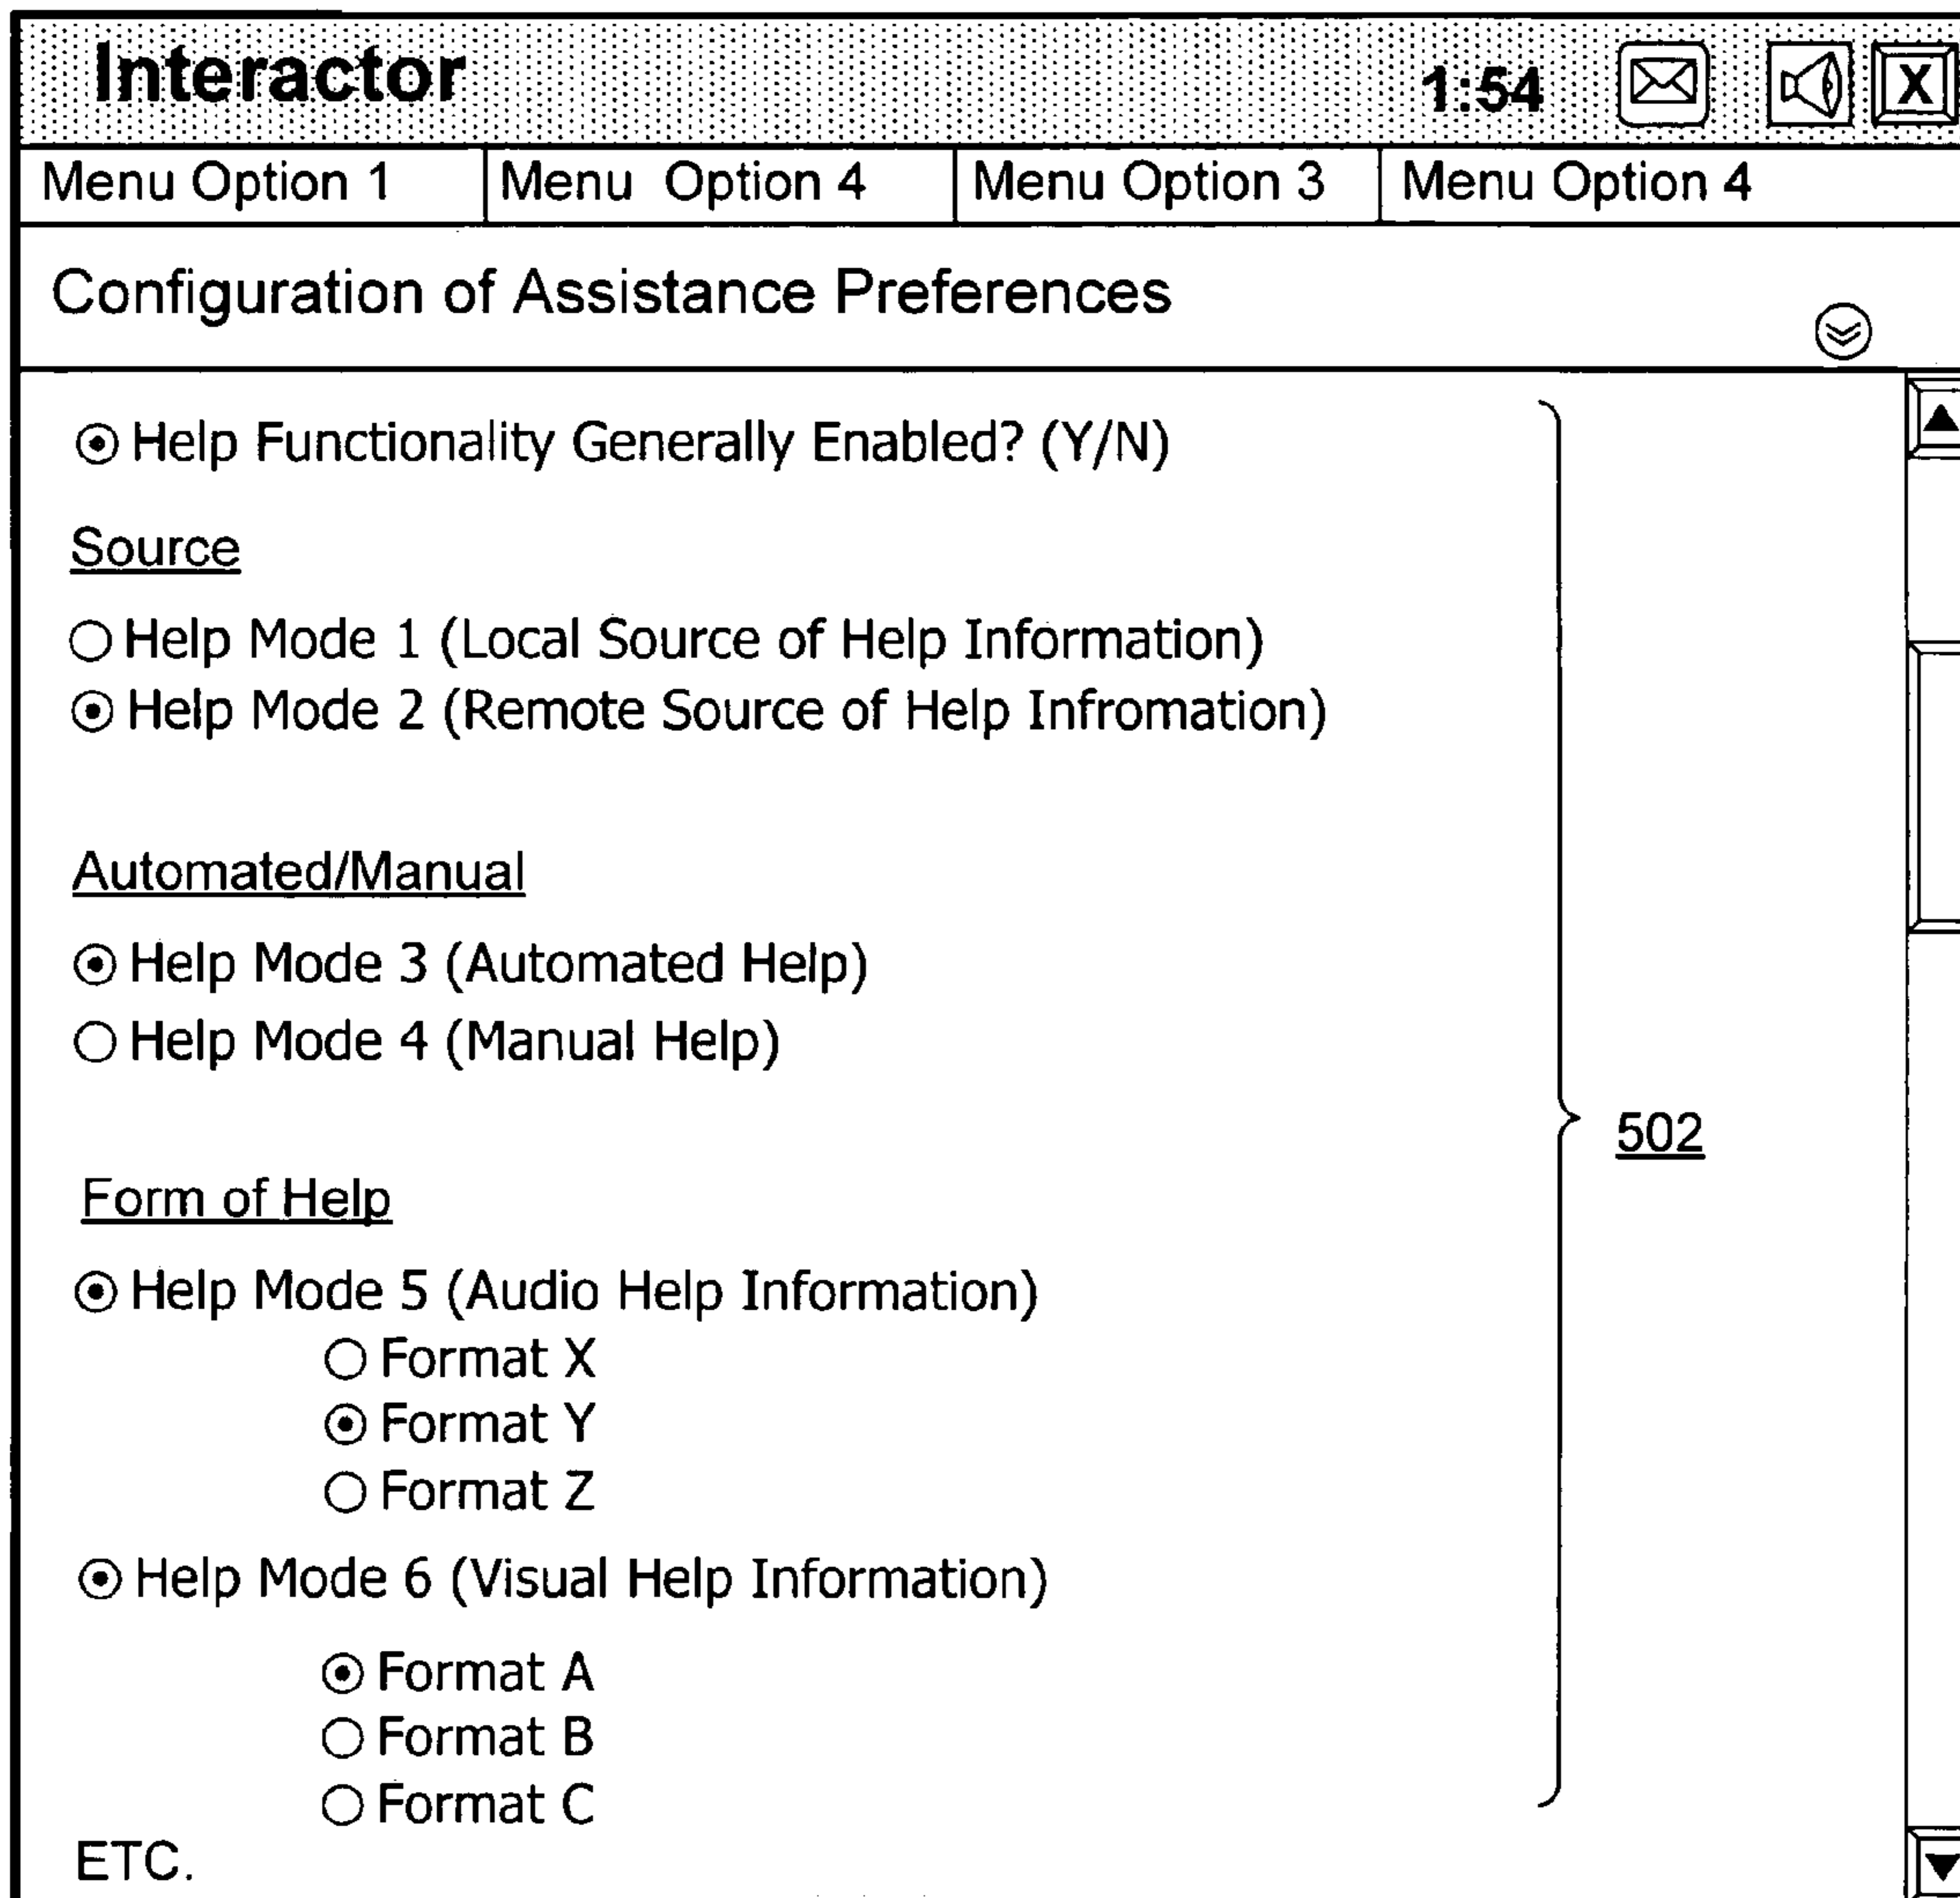 Interactor 1:54 X
Menu Option 1 Menu Option 4 Menu Option 3 Menu Option 4
Configuration of Assistance Preferences
Help Functionality Generally Enabled? (Y/N)
Source
Help Mode 1 (Local Source of Help Information)
Help Mode 2 (Remote Source of Help Infromation)
Automated/Manual
Help Mode 3 (Automated Help)
Help Mode 4 (Manual Help)
502
Form of Help
Help Mode 5 (Audio Help Information)
Format X
Format Y
Format Z
Help Mode 6 (Visual Help Information)
Format A
Format B
Format C
ETC.